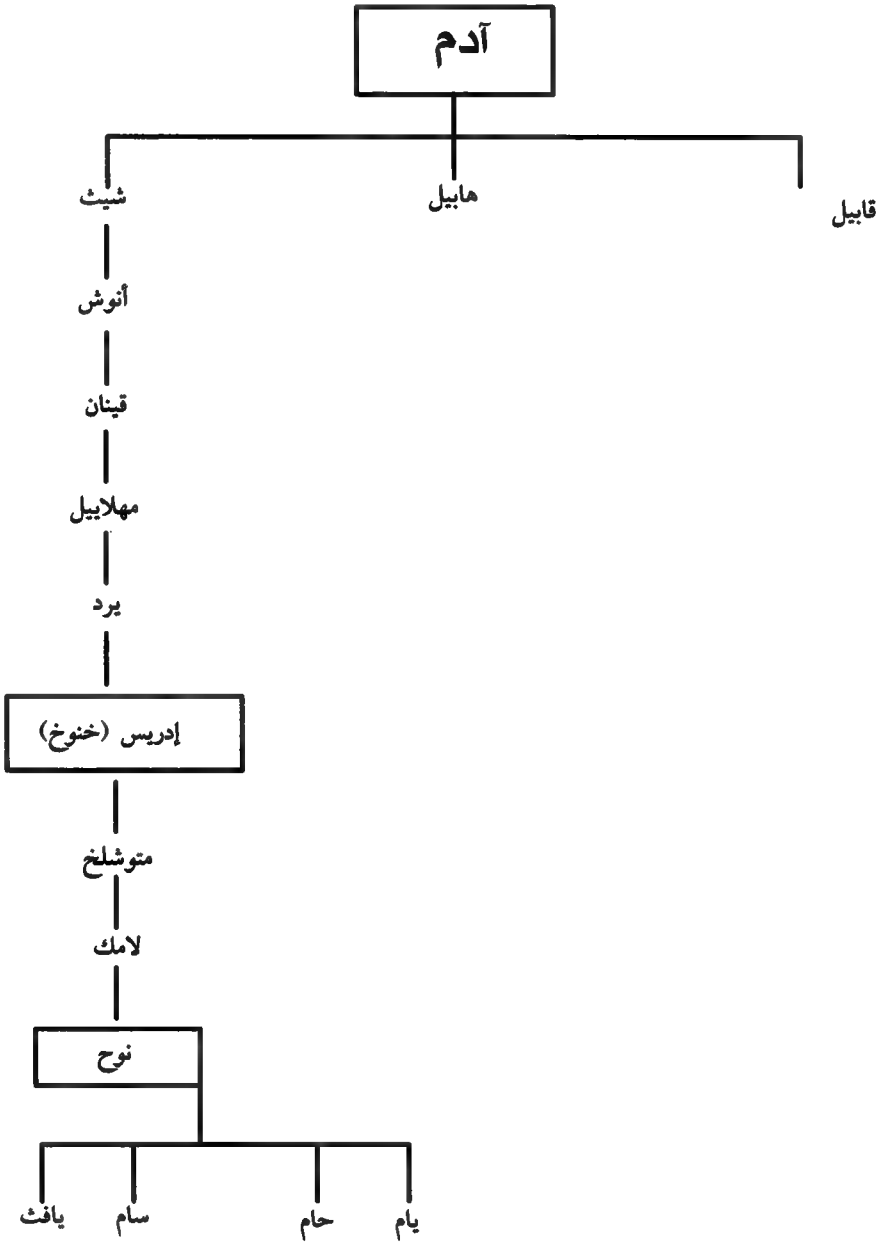 آدم
قابيل هابيل شيث
أنوش
قينان
مهلاييل
يرد
إدريس (خنوخ)
متوشلخ
لامك
نوح
يام حام سام يافث